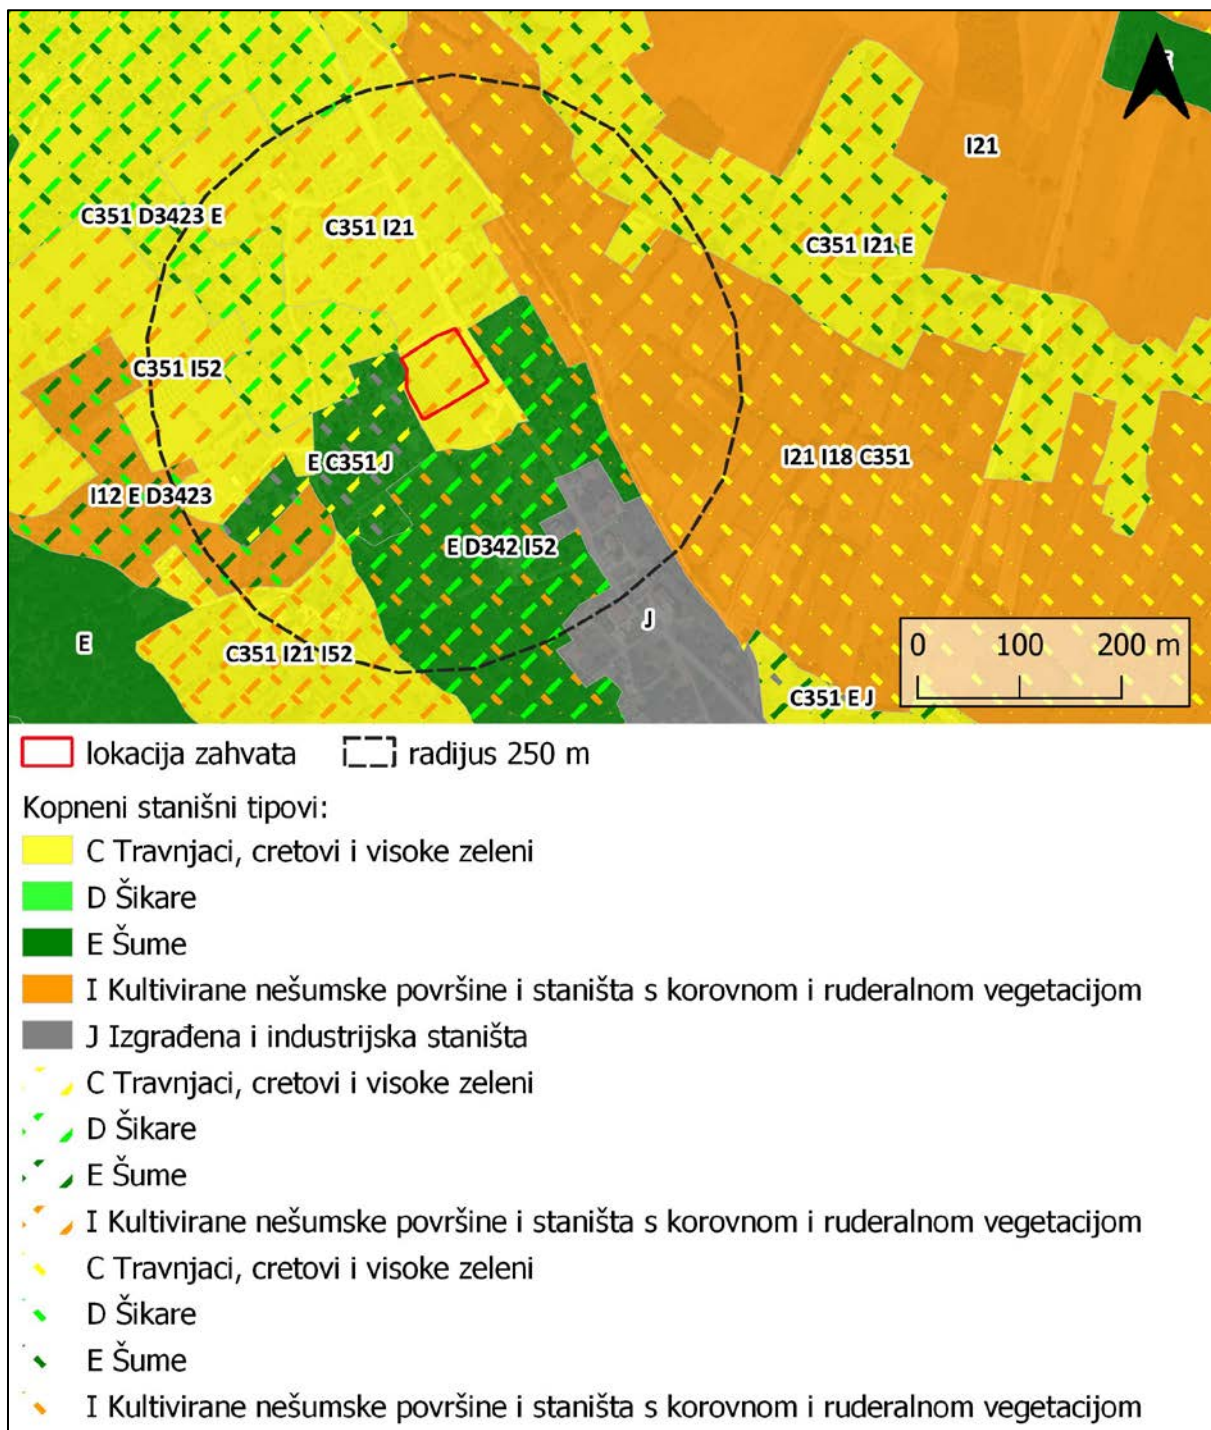 I21
C351 D3423 E
C351 I21
C351 I21 E
C351 I52
I21 I18 C351
E C351 J
I12 E D3423
E D342 I52
J
E
C351 I21 I52
0 100 200 m
C351 E J
lokacija zahvata radijus 250 m
Kopneni stanišni tipovi:
C Travnjaci, cretovi i visoke zeleni
D Šikare
E Šume
I Kultivirane nešumske površine i staništa s korovnom i ruderalnom vegetacijom
J Izgrađena i industrijska staništa
C Travnjaci, cretovi i visoke zeleni
D Šikare
E Šume
I Kultivirane nešumske površine i staništa s korovnom i ruderalnom vegetacijom
C Travnjaci, cretovi i visoke zeleni
D Šikare
E Šume
I Kultivirane nešumske površine i staništa s korovnom i ruderalnom vegetacijom